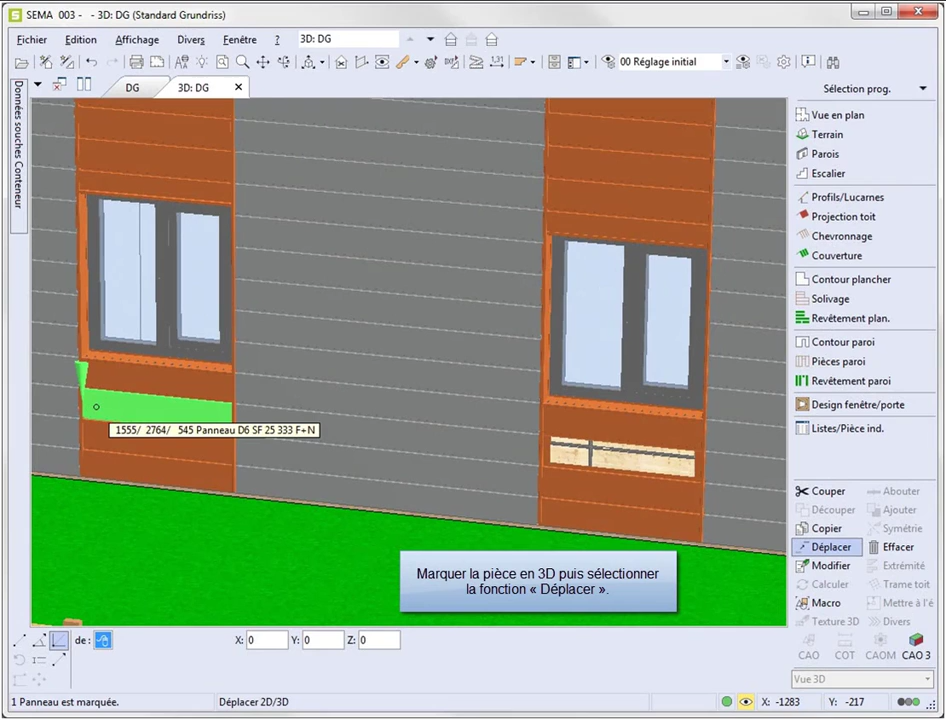 SEMA 003 - - 3D: DG (Standard Grundriss)
Fichier Edition Affichage Divers Fenêtre ? 3D: DG
00 Réglage initial
DG 3D: DG
Données souches Conteneur
Sélection prog.
Vue en plan
Terrain
Parois
Escalier
Profils/Lucarnes
Projection toit
Chevronnage
Couverture
Contour plancher
Solivage
Revêtement plan.
Contour paroi
Pièces paroi
Revêtement paroi
Design fenêtre/porte
Listes/Pièce ind.
1555/ 2764/ 545 Panneau D6 SF 25 333 F+N
Marquer la pièce en 3D puis sélectionner
la fonction « Déplacer ».
Couper Abouter
Découper Ajouter
Copier Symétrie
Déplacer Effacer
Modifier Extrémité
Calculer Trame toit
Macro Mettre à l'é
Texture 3D Divers
CAO COT CAOM CAO 3
Vue 3D
de : X: 0 Y: 0 Z: 0
1 Panneau est marquée. Déplacer 2D/3D X: -1283 Y: -217